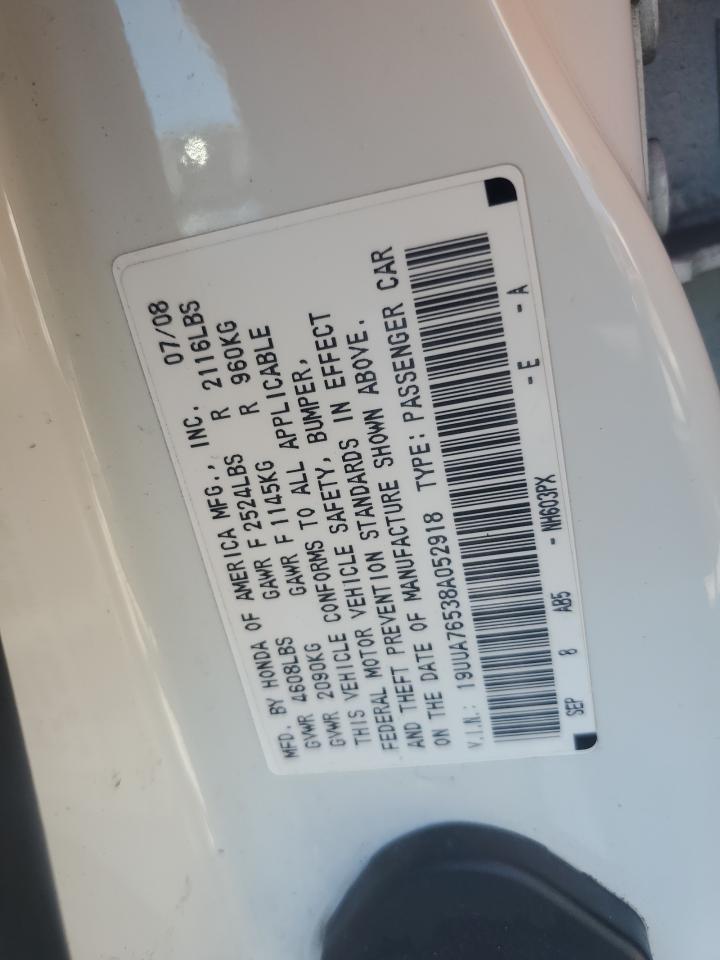 MFD. BY HONDA OF AMERICA MFG., INC. 07/08
GVWR 4608LBS GAWR F 2524LBS R 2116LBS
GVWR 2090KG GAWR F 1145KG R 960KG
THIS VEHICLE CONFORMS TO ALL APPLICABLE
FEDERAL MOTOR VEHICLE SAFETY, BUMPER,
AND THEFT PREVENTION STANDARDS IN EFFECT
ON THE DATE OF MANUFACTURE SHOWN ABOVE.
V.I.N.: 19UUA76538A052918 TYPE: PASSENGER CAR
SEP 8 AB5 - NH603PX - E - A